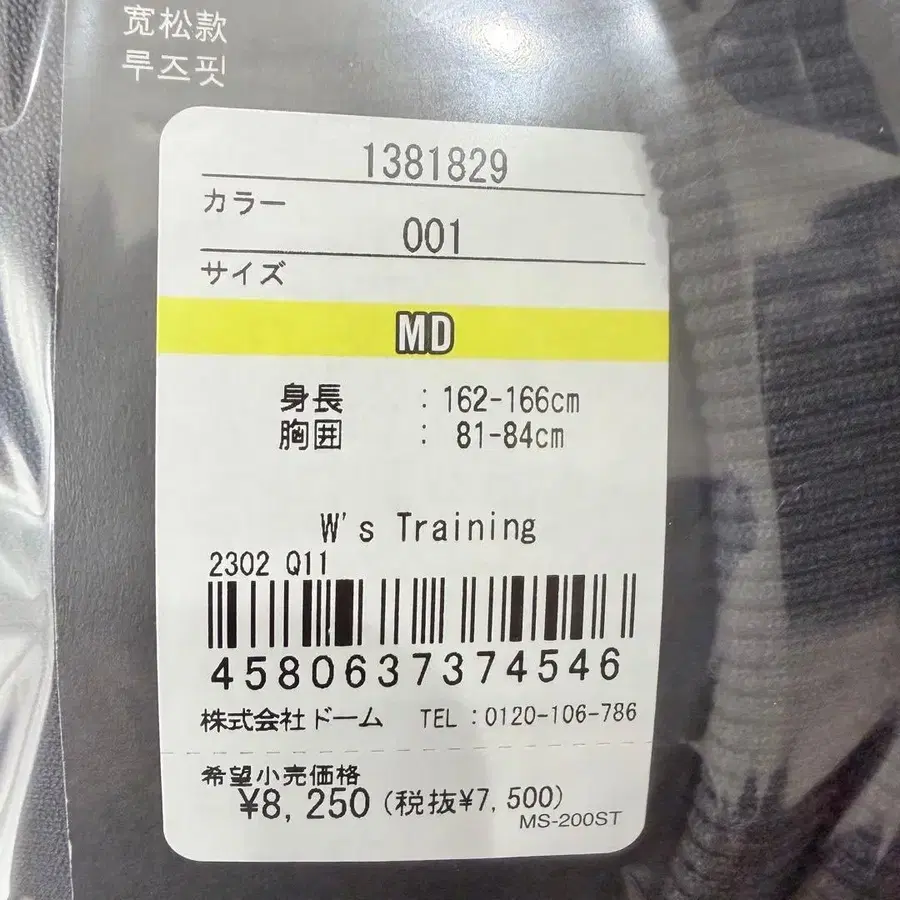 宽松款
루즈핏
1381829
カラー
001
サイズ
MD
身長 : 162-166cm
胸囲 : 81-84cm
W's Training
2302 Q11
4580637374546
株式会社ドーム TEL:0120-106-786
希望小売価格
¥8,250(税抜¥7,500)
MS-200ST